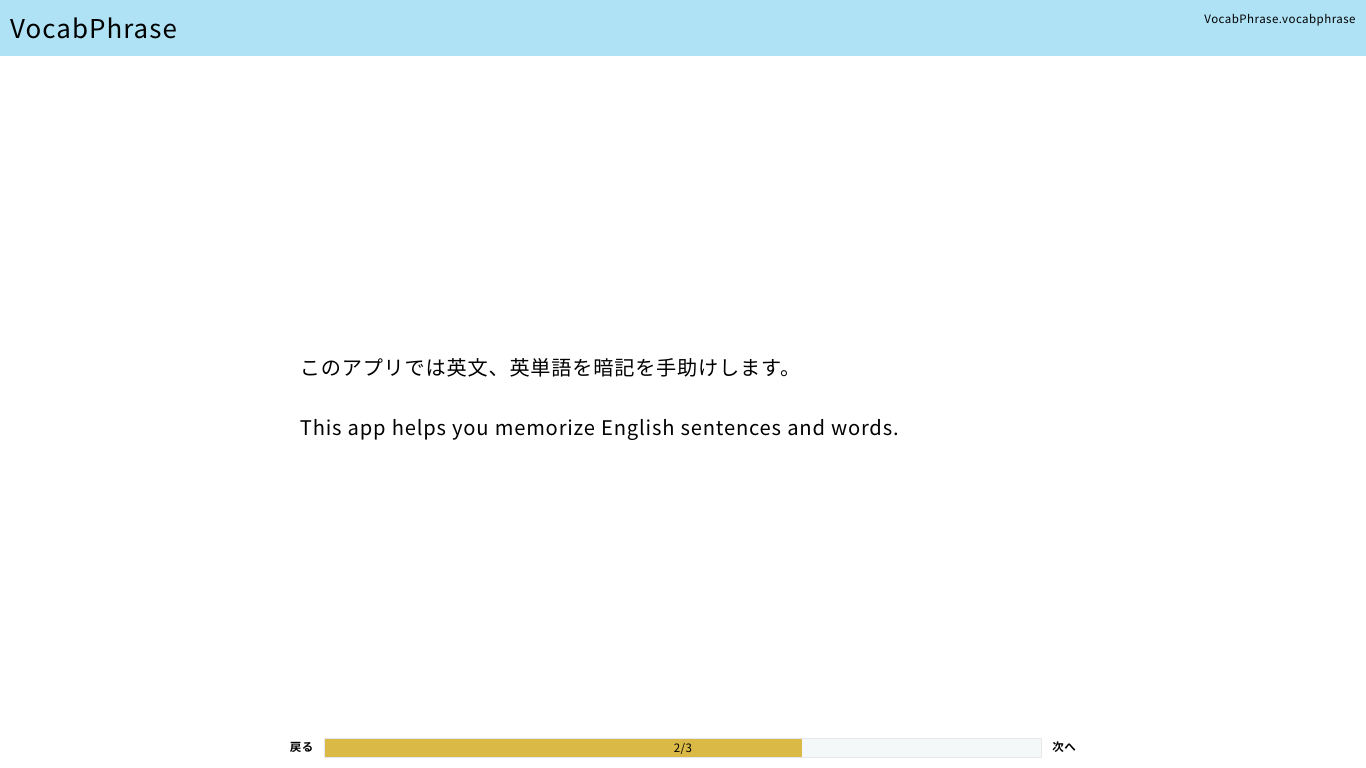 VocabPhrase
VocabPhrase.vocabphrase
このアプリでは英文、英単語を暗記を手助けします。
This app helps you memorize English sentences and words.
戻る
2/3
次へ